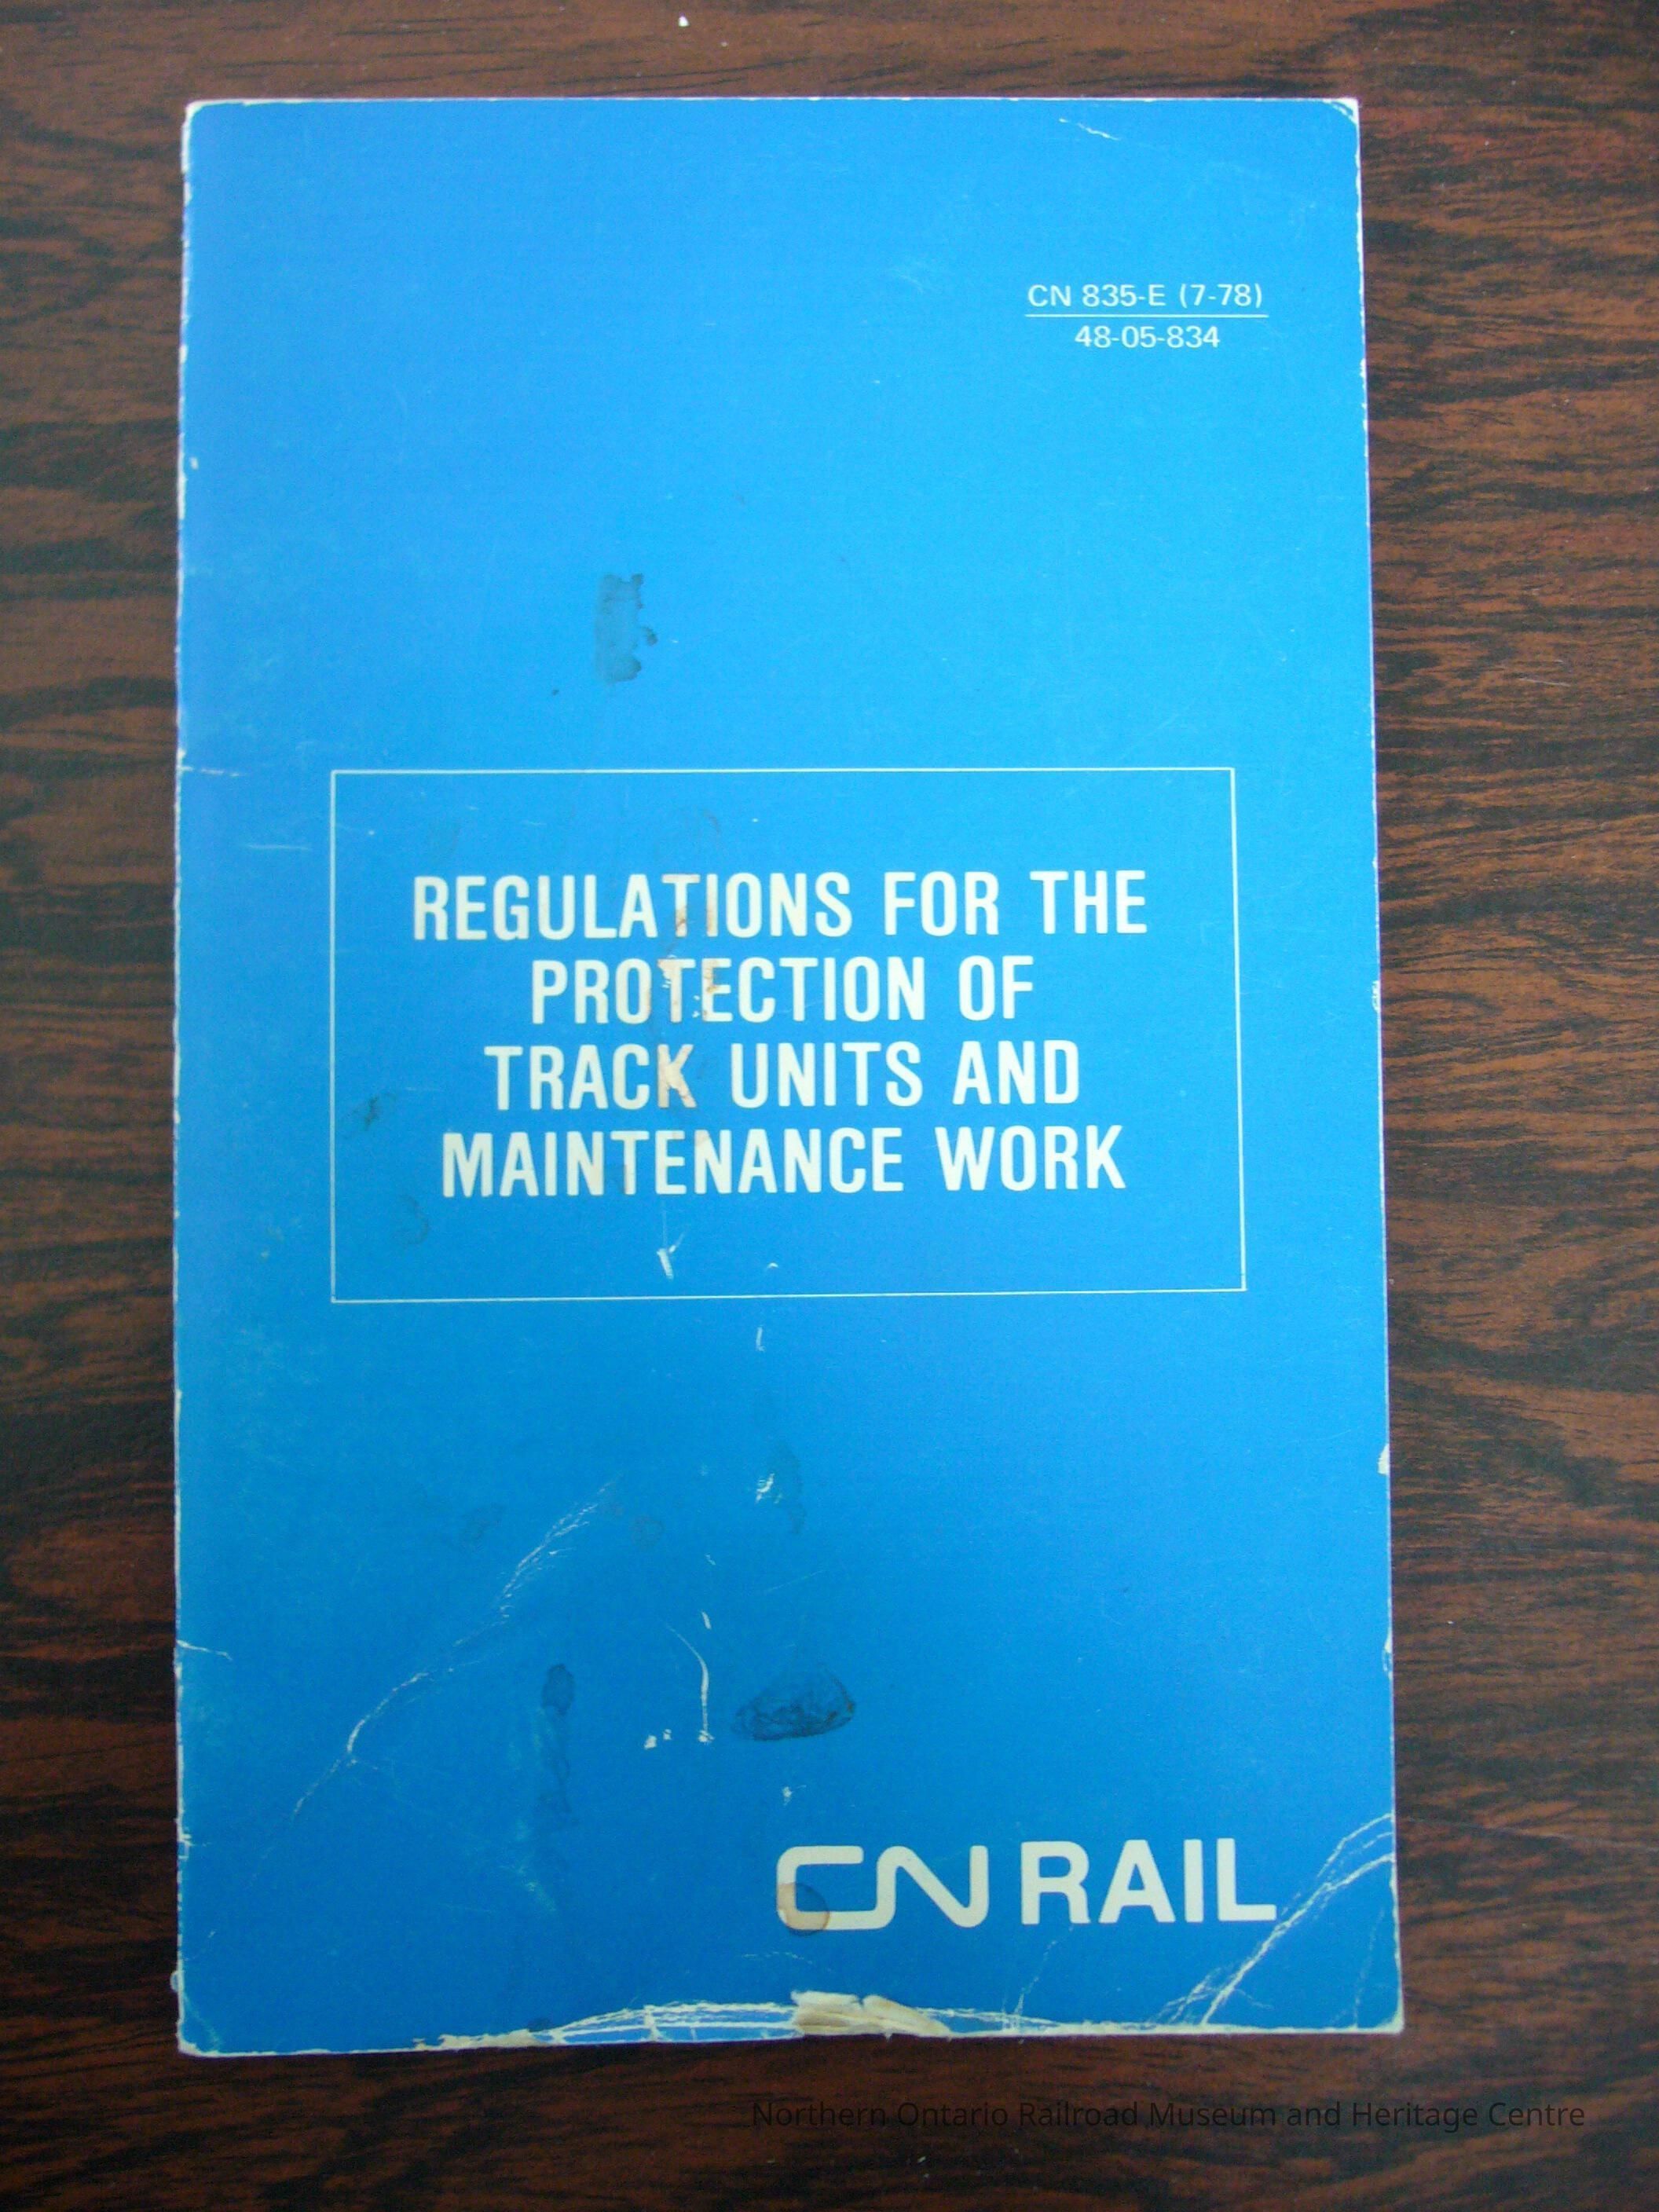 CN 835-E (7-78)
48-05-834
REGULATIONS FOR THE
PROTECTION OF
TRACK UNITS AND
MAINTENANCE WORK
CN RAIL
Northern Ontario Railroad Museum and Heritage Centre